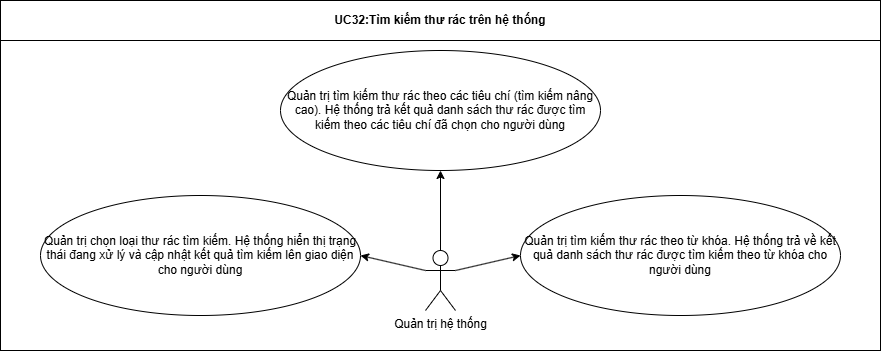 UC32:Tìm kiếm thư rác trên hệ thống
Quản trị tìm kiếm thư rác theo các tiêu chí (tìm kiếm nâng
cao). Hệ thống trả kết quả danh sách thư rác được tìm
kiếm theo các tiêu chí đã chọn cho người dùng
Quản trị chọn loại thư rác tìm kiếm. Hệ thống hiển thị trạng
thái đang xử lý và cập nhật kết quả tìm kiếm lên giao diện
cho người dùng
Quản trị tìm kiếm thư rác theo từ khóa. Hệ thống trả về kết
quả danh sách thư rác được tìm kiếm theo từ khóa cho
người dùng
Quản trị hệ thống